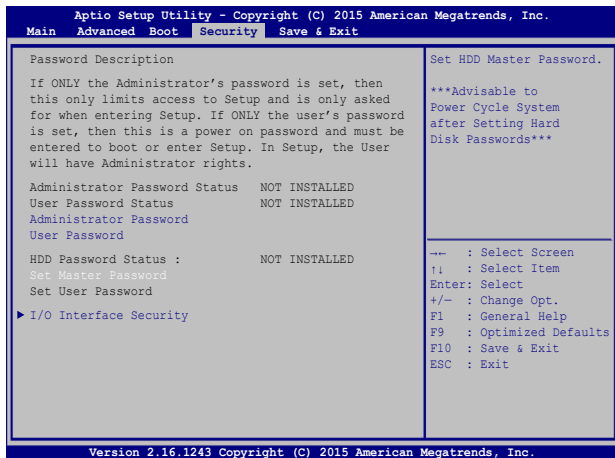 Aptio Setup Utility - Copyright (C) 2015 American Megatrends, Inc.
Main Advanced Boot Security Save & Exit
Password Description
If ONLY the Administrator's password is set, then
this only limits access to Setup and is only asked
for when entering Setup. If ONLY the user's password
is set, then this is a power on password and must be
entered to boot or enter Setup. In Setup, the User
will have Administrator rights.
Administrator Password Status NOT INSTALLED
User Password Status NOT INSTALLED
Administrator Password
User Password
HDD Password Status : NOT INSTALLED
Set Master Password
Set User Password
▶ I/O Interface Security
Set HDD Master Password.
***Advisable to
Power Cycle System
after Setting Hard
Disk Passwords***
→← : Select Screen
↑↓ : Select Item
Enter: Select
+/— : Change Opt.
F1 : General Help
F9 : Optimized Defaults
F10 : Save & Exit
ESC : Exit
Version 2.16.1243 Copyright (C) 2015 American Megatrends, Inc.